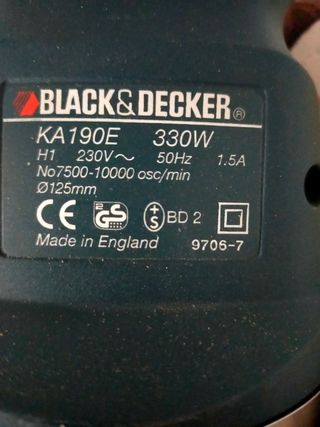 BLACK&DECKER®
KA190E 330W
H1 230V~ 50Hz 1.5A
No7500-10000 osc/min
Ø125mm
CE GS +S BD 2
Made in England 9706-7